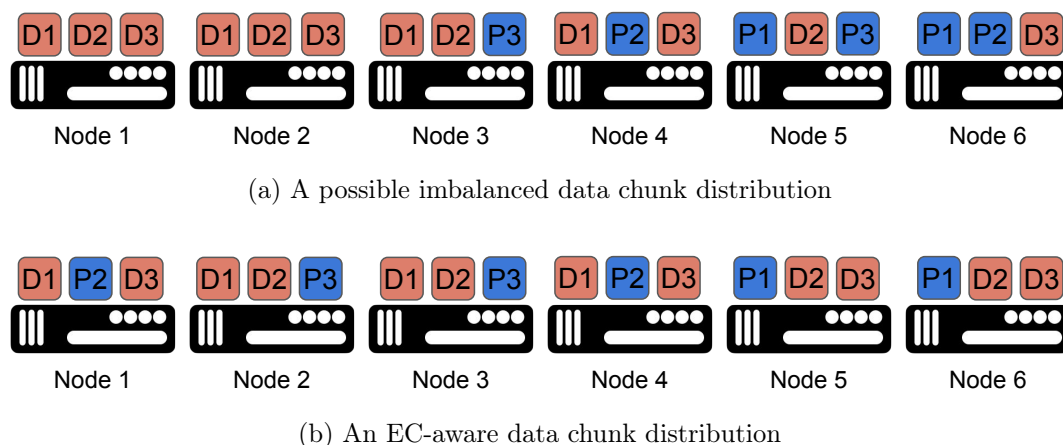 D1 D2 D3 D1 D2 D3 D1 D2 P3 D1 P2 D3 P1 D2 P3 P1 P2 D3
Node 1 Node 2 Node 3 Node 4 Node 5 Node 6
(a) A possible imbalanced data chunk distribution
D1 P2 D3 D1 D2 P3 D1 D2 P3 D1 P2 D3 P1 D2 D3 P1 D2 D3
Node 1 Node 2 Node 3 Node 4 Node 5 Node 6
(b) An EC-aware data chunk distribution